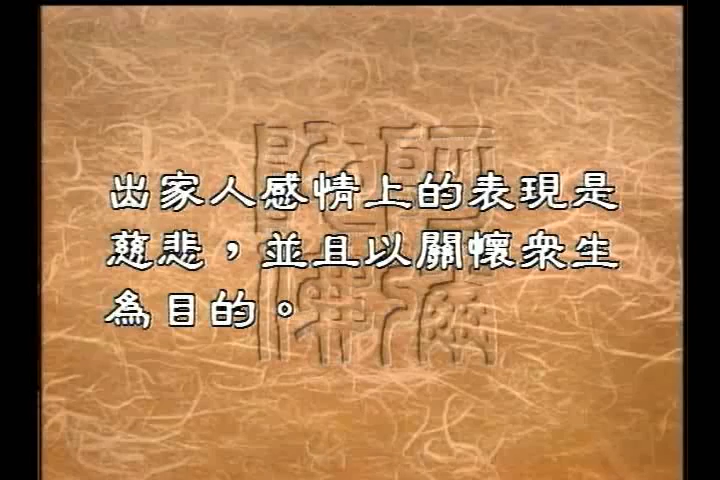 出家人感情上的表現是
慈悲，並且以關懷衆生
為目的。